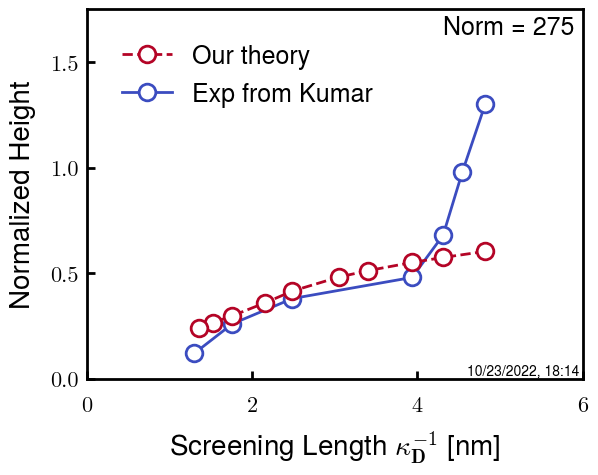 Norm = 275
Our theory
Exp from Kumar
Normalized Height
1.5
1.0
0.5
0.0
10/23/2022, 18:14
0 2 4 6
Screening Length κ_D^{-1} [nm]